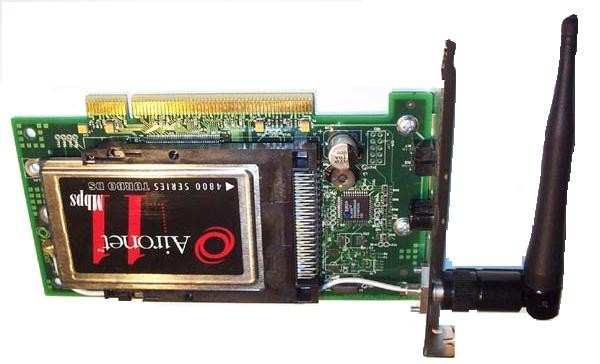 Aironet
11
Mbps
4800 SERIES TURBO DS